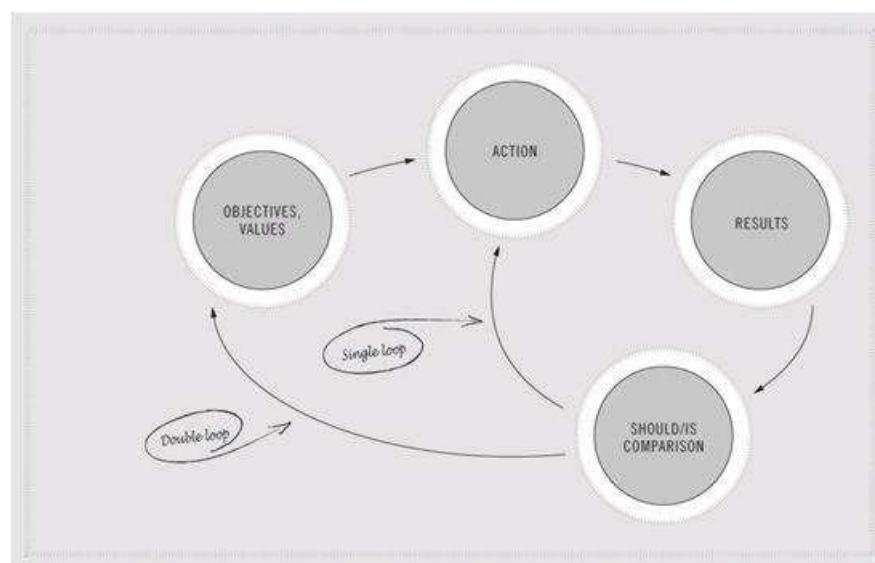 ACTION
OBJECTIVES,
VALUES
RESULTS
Single loop
SHOULD/IS
COMPARISON
Double loop